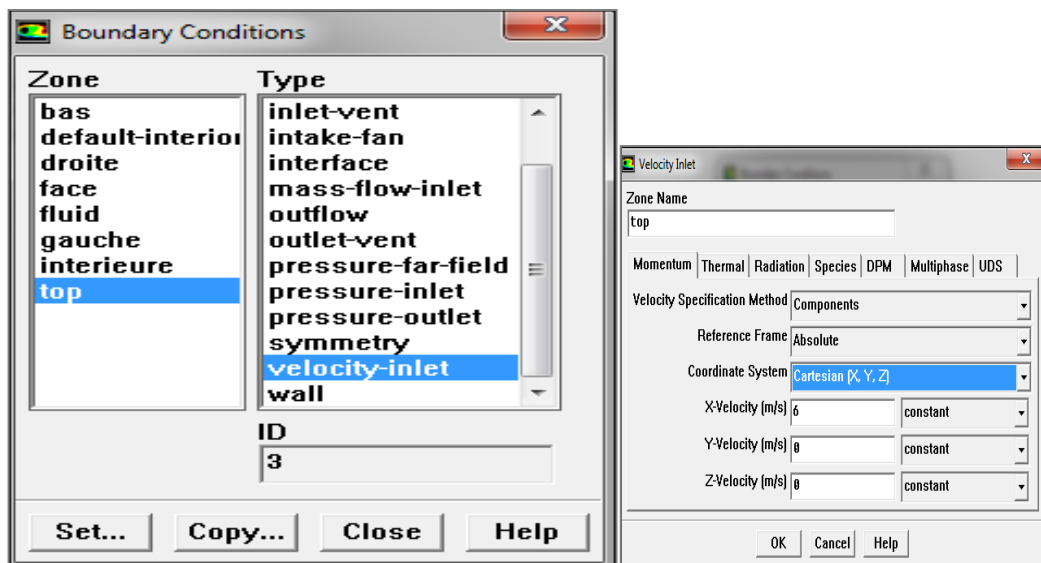 Boundary Conditions
Zone
Type
bas
default-interior
droite
face
fluid
gauche
interieure
top
inlet-vent
intake-fan
interface
mass-flow-inlet
outflow
outlet-vent
pressure-far-field
pressure-inlet
pressure-outlet
symmetry
velocity-inlet
wall
ID
3
Set... Copy... Close Help
Velocity Inlet
Zone Name
top
Momentum Thermal Radiation Species DPM Multiphase UDS
Velocity Specification Method Components
Reference Frame Absolute
Coordinate System Cartesian (X, Y, Z)
X-Velocity (m/s) 6 constant
Y-Velocity (m/s) 0 constant
Z-Velocity (m/s) 0 constant
OK Cancel Help